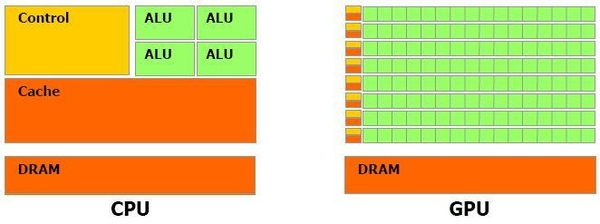 Control
ALU
ALU
ALU
ALU
Cache
DRAM
CPU
DRAM
GPU